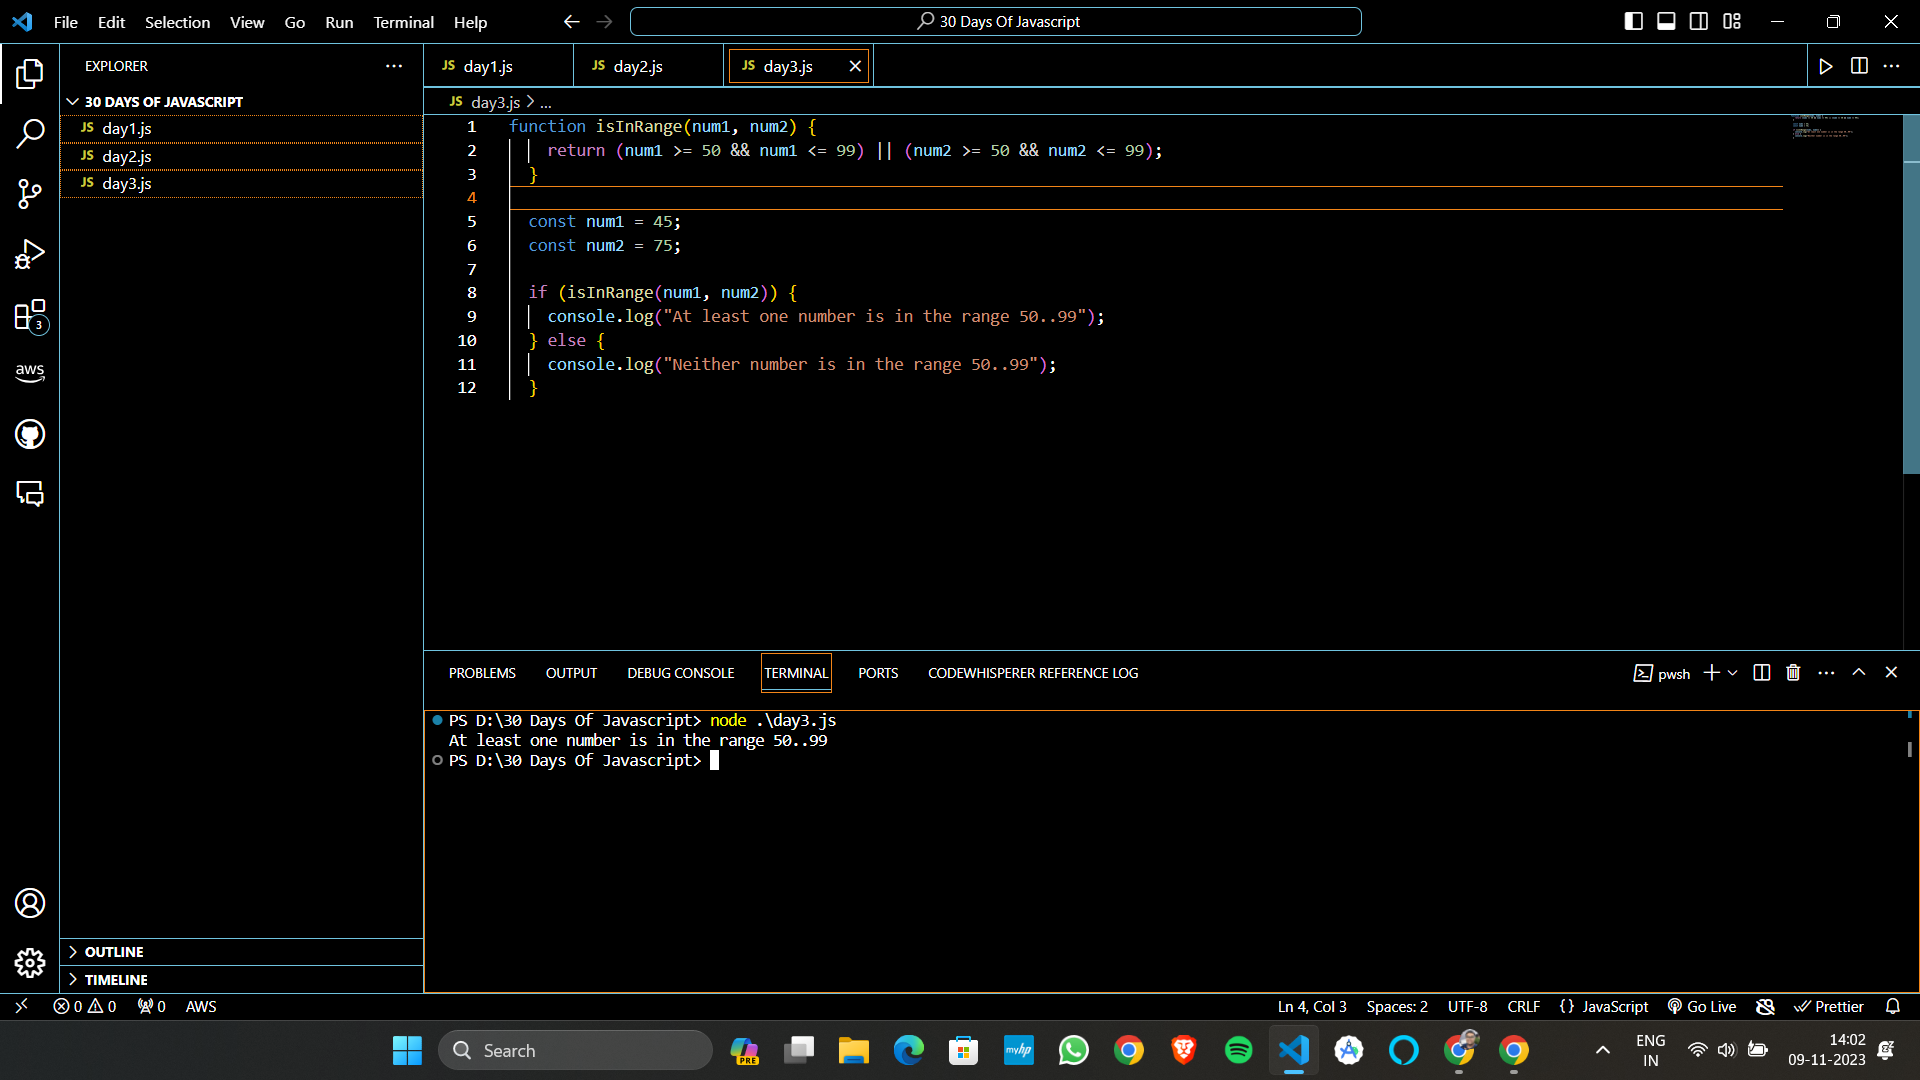 File Edit Selection View Go Run Terminal Help
30 Days Of Javascript
EXPLORER
30 DAYS OF JAVASCRIPT
JS day1.js
JS day2.js
JS day3.js
3
aws
OUTLINE
TIMELINE
JS day1.js JS day2.js JS day3.js
JS day3.js > ...
1 function isInRange(num1, num2) {
2 return (num1 >= 50 && num1 <= 99) || (num2 >= 50 && num2 <= 99);
3 }
4
5 const num1 = 45;
6 const num2 = 75;
7
8 if (isInRange(num1, num2)) {
9 console.log("At least one number is in the range 50..99");
10 } else {
11 console.log("Neither number is in the range 50..99");
12 }
PROBLEMS OUTPUT DEBUG CONSOLE TERMINAL PORTS CODEWHISPERER REFERENCE LOG
pwsh
PS D:\30 Days Of Javascript> node .\day3.js
At least one number is in the range 50..99
PS D:\30 Days Of Javascript>
0 0 0 AWS
Ln 4, Col 3 Spaces: 2 UTF-8 CRLF {} JavaScript Go Live Prettier
Search
PRE
myhp
ENG
IN
14:02
09-11-2023